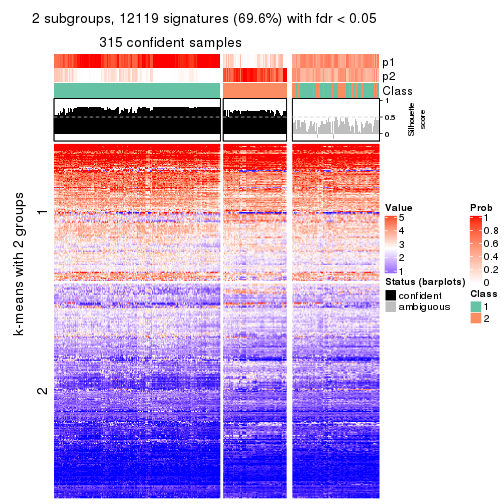 2 subgroups, 12119 signatures (69.6%) with fdr < 0.05
315 confident samples
p1
p2
Class
1
0.5
0
Silhouette
score
k-means with 2 groups
1
2
Value
5
4
3
2
1
Prob
1
0.8
0.6
0.4
0.2
0
Status (barplots)
confident
ambiguous
Class
1
2